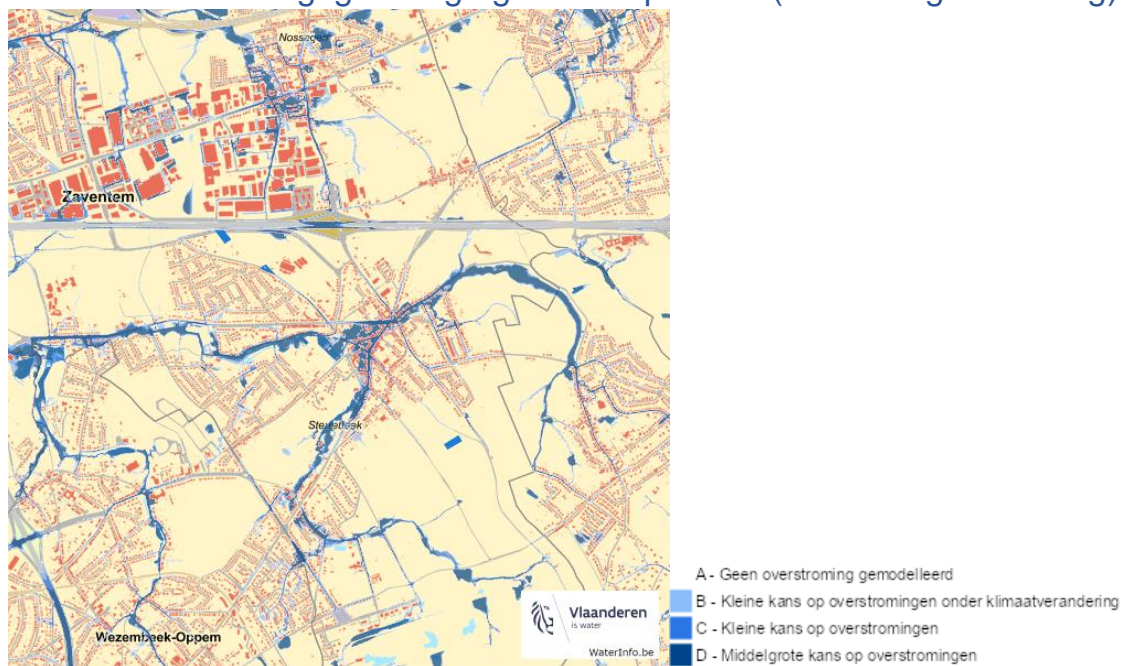 Nossegem
Zaventem
Sterrebeek
Wezembeek-Oppem
Vlaanderen
is water
WaterInfo.be
A - Geen overstroming gemodelleerd
B - Kleine kans op overstromingen onder klimaatverandering
C - Kleine kans op overstromingen
D - Middelgrote kans op overstromingen